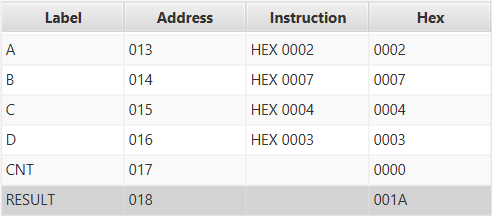 Label Address Instruction Hex
A 013 HEX 0002 0002
B 014 HEX 0007 0007
C 015 HEX 0004 0004
D 016 HEX 0003 0003
CNT 017 0000
RESULT 018 001A